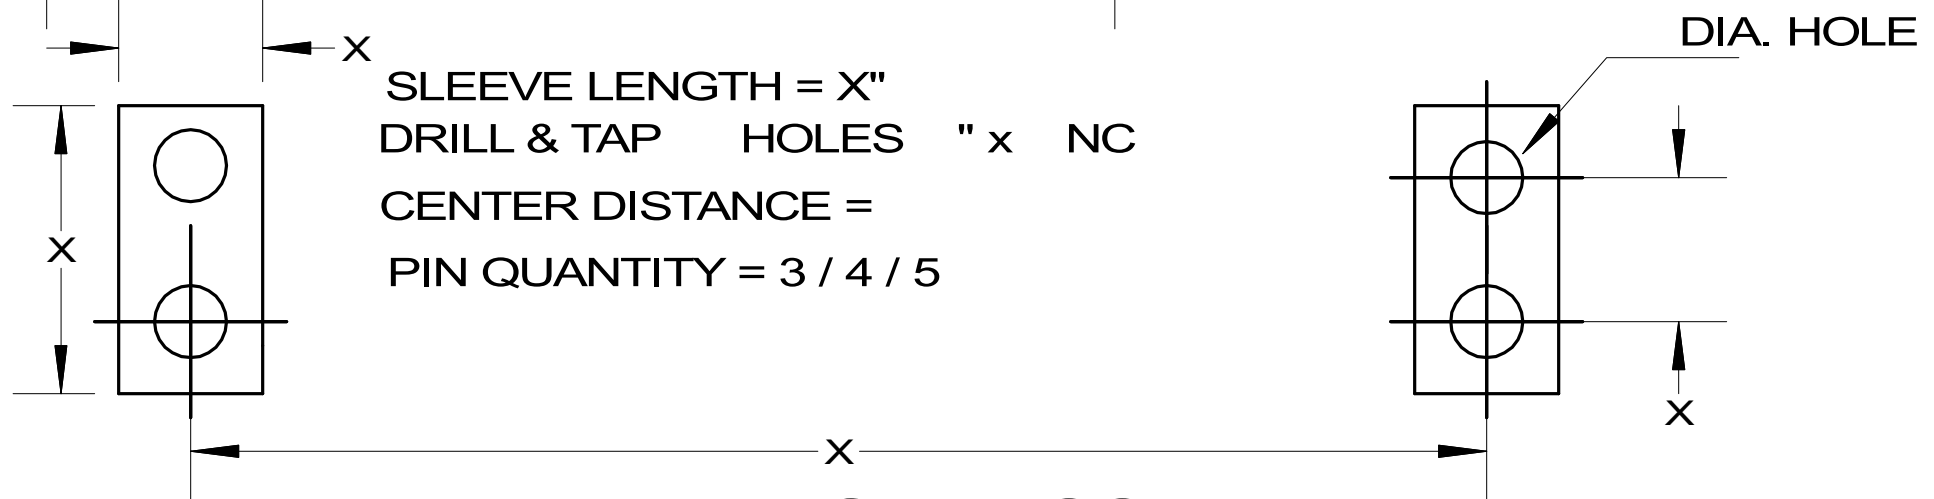 DIA. HOLE
X
SLEEVE LENGTH = X"
DRILL & TAP HOLES " x NC
CENTER DISTANCE =
X
PIN QUANTITY = 3 / 4 / 5
X
X